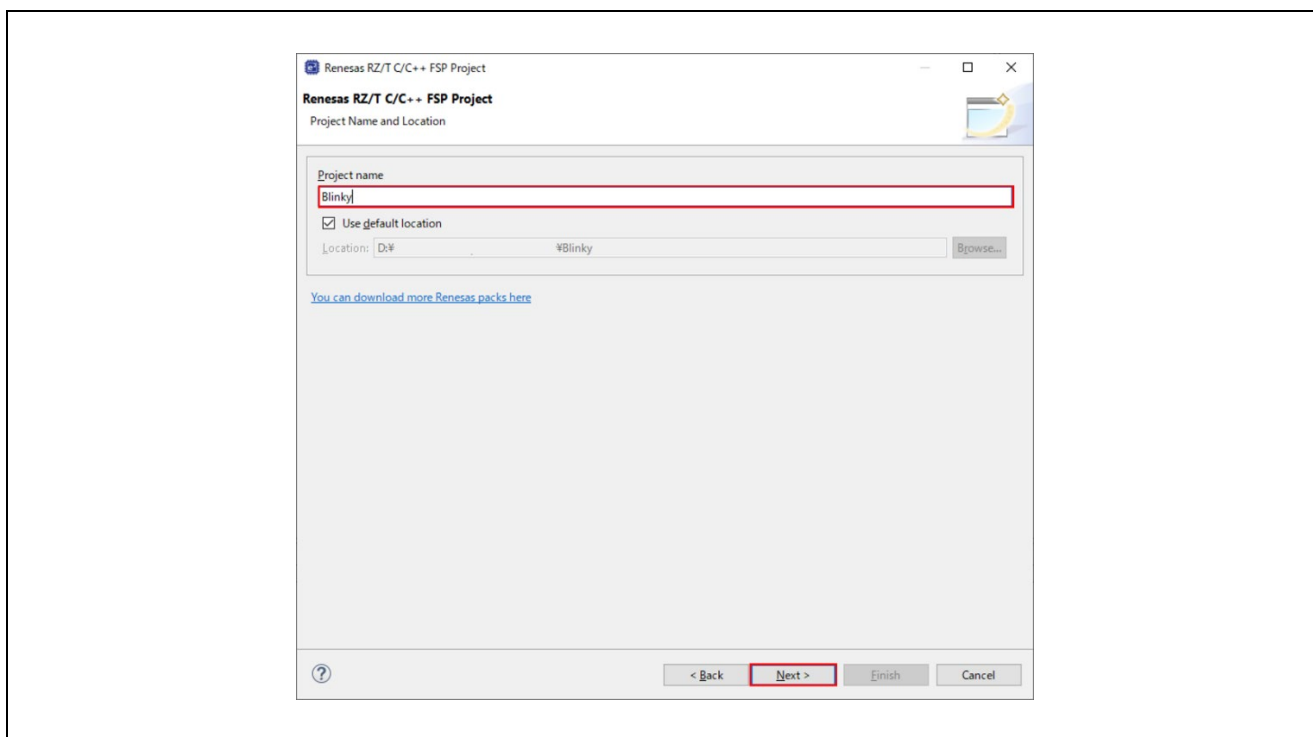 Renesas RZ/T C/C++ FSP Project
Renesas RZ/T C/C++ FSP Project
Project Name and Location
Project name
Blinky
Use default location
Location: D:¥ ¥Blinky Browse...
You can download more Renesas packs here
? < Back Next > Finish Cancel